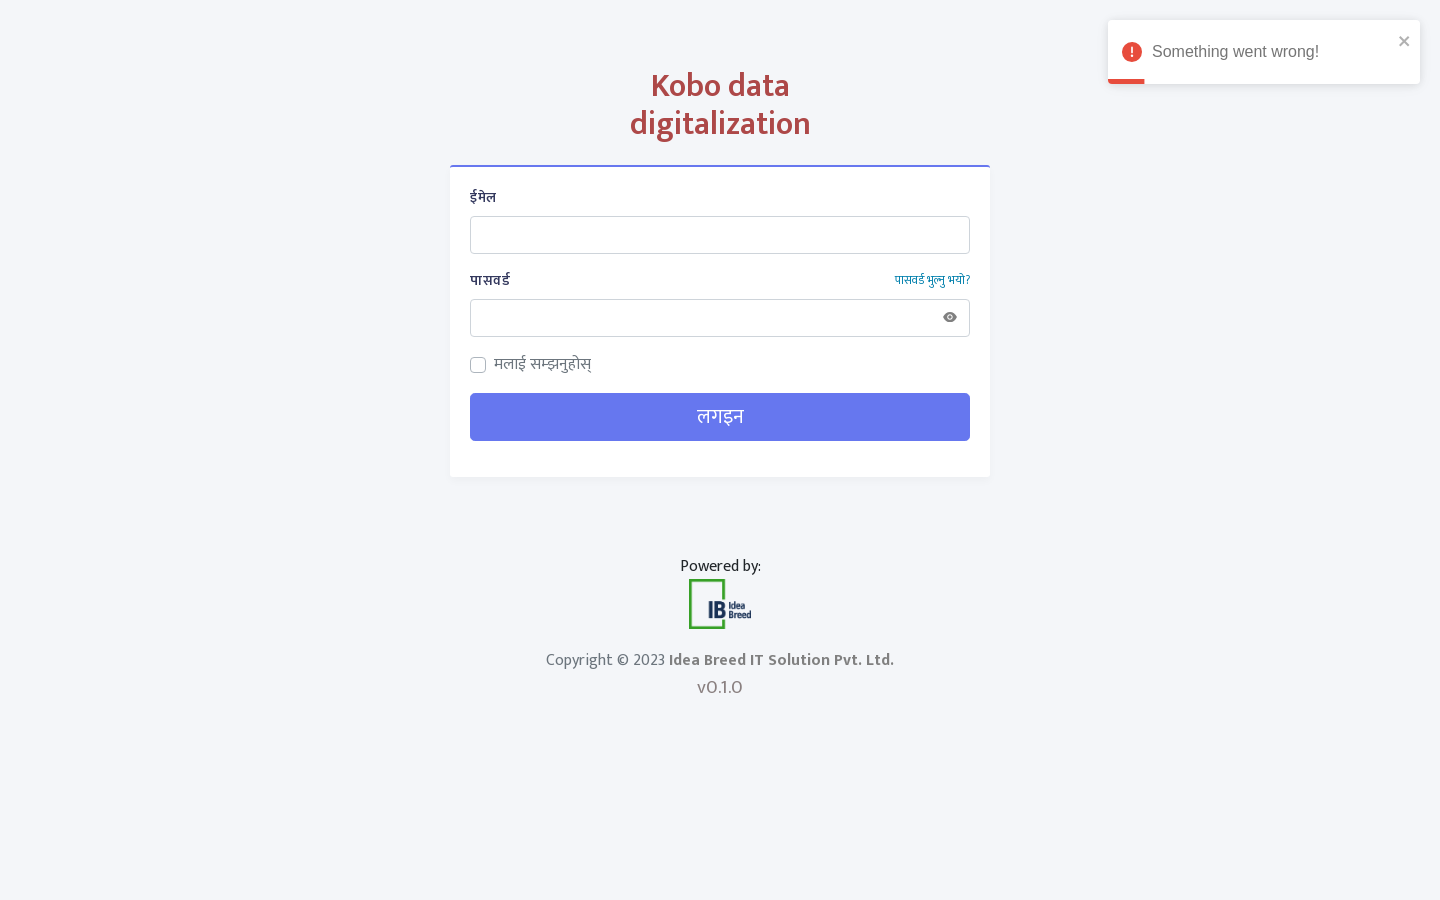 Something went wrong!
Kobo data
digitalization
ईमेल
पासवर्ड
पासवर्ड भुल्नु भयो?
मलाई सम्झनुहोस्
लगइन
Powered by:
IB Idea
Breed
Copyright © 2023 Idea Breed IT Solution Pvt. Ltd.
v0.1.0